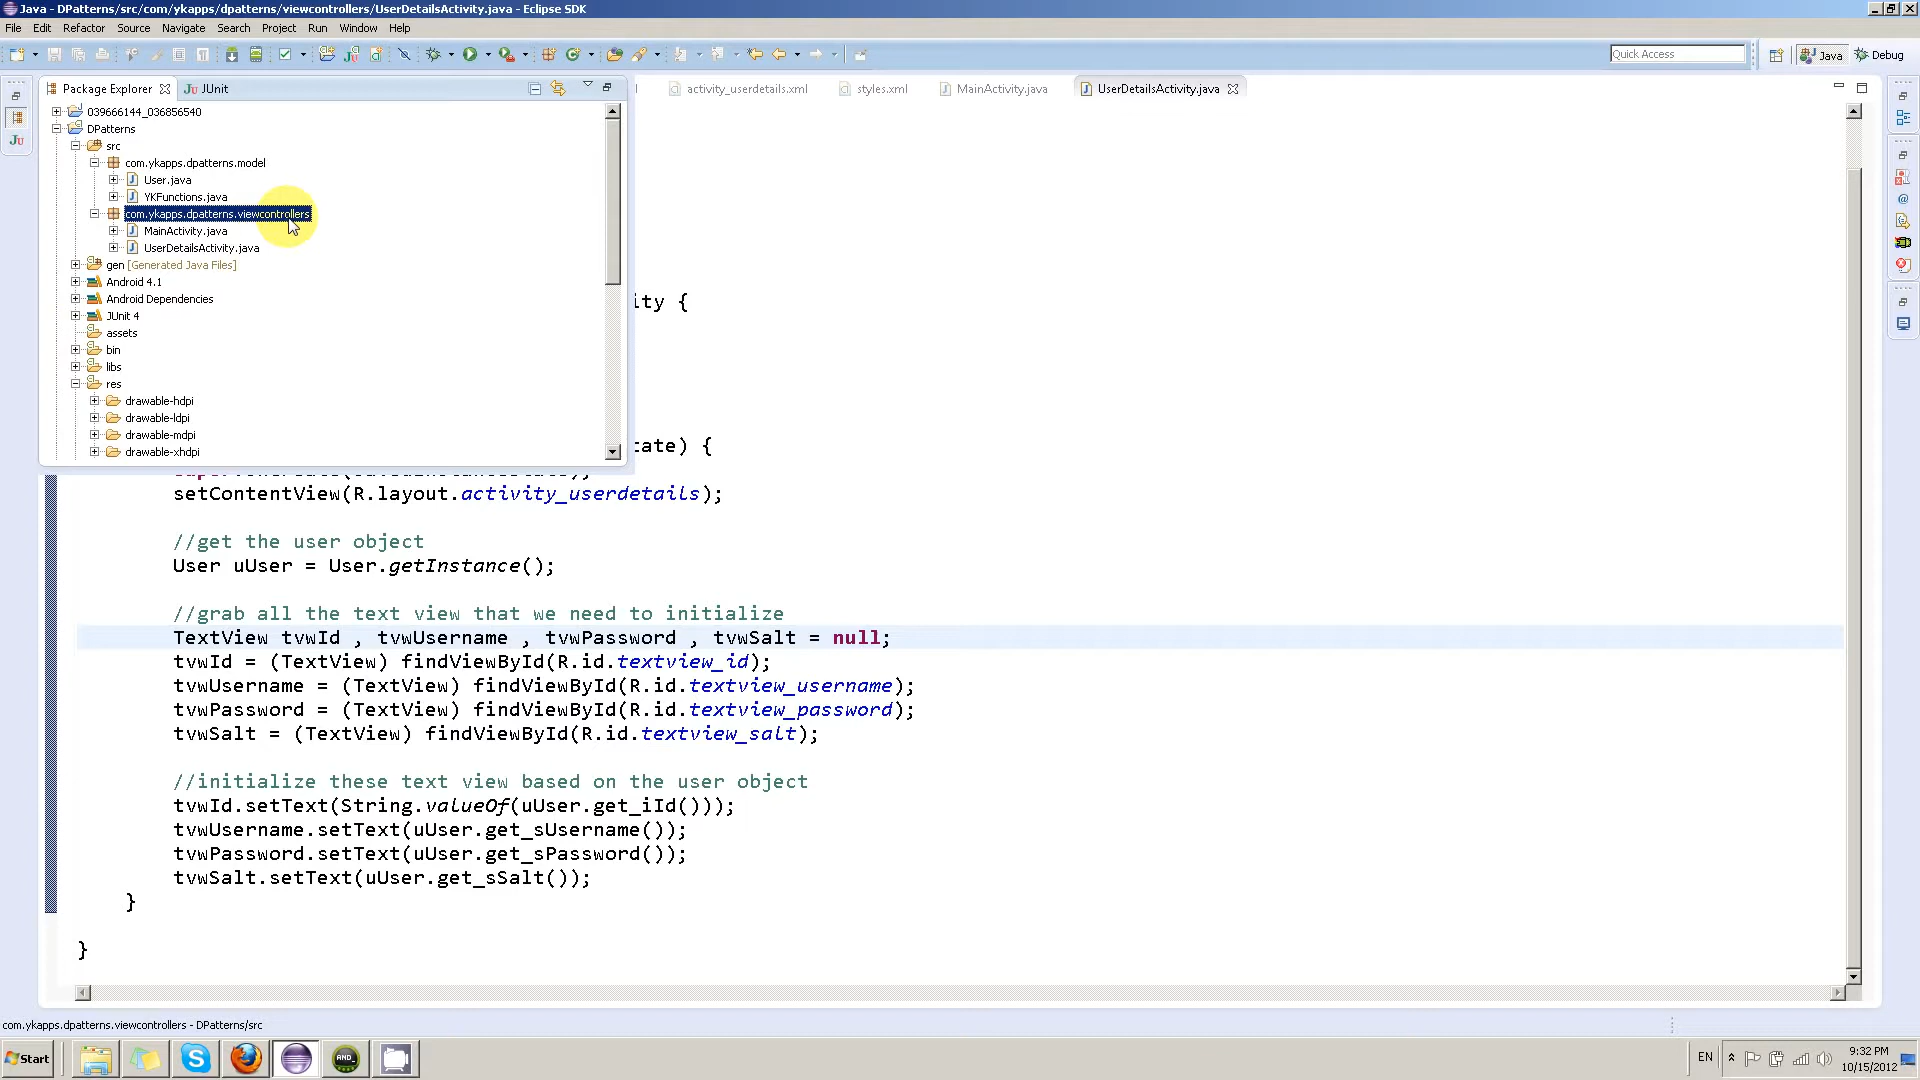 Java - DPatterns/src/com/ykapps/dpatterns/viewcontrollers/UserDetailsActivity.java - Eclipse SDK
File Edit Refactor Source Navigate Search Project Run Window Help
Quick Access Java Debug
Package Explorer JUnit activity_userdetails.xml styles.xml MainActivity.java UserDetailsActivity.java
039666144_036856540
DPatterns
src
com.ykapps.dpatterns.model
User.java
YKFunctions.java
com.ykapps.dpatterns.viewcontrollers
MainActivity.java
UserDetailsActivity.java
gen [Generated Java Files]
Android 4.1
Android Dependencies
JUnit 4
assets
bin
libs
res
drawable-hdpi
drawable-ldpi
drawable-mdpi
drawable-xhdpi
ity {
tate) {
setContentView(R.layout.activity_userdetails);
//get the user object
User uUser = User.getInstance();
//grab all the text view that we need to initialize
TextView tvwId , tvwUsername , tvwPassword , tvwSalt = null;
tvwId = (TextView) findViewById(R.id.textview_id);
tvwUsername = (TextView) findViewById(R.id.textview_username);
tvwPassword = (TextView) findViewById(R.id.textview_password);
tvwSalt = (TextView) findViewById(R.id.textview_salt);
//initialize these text view based on the user object
tvwId.setText(String.valueOf(uUser.get_iId()));
tvwUsername.setText(uUser.get_sUsername());
tvwPassword.setText(uUser.get_sPassword());
tvwSalt.setText(uUser.get_sSalt());
}
}
com.ykapps.dpatterns.viewcontrollers - DPatterns/src
Start AND_ EN 9:32 PM
10/15/2012